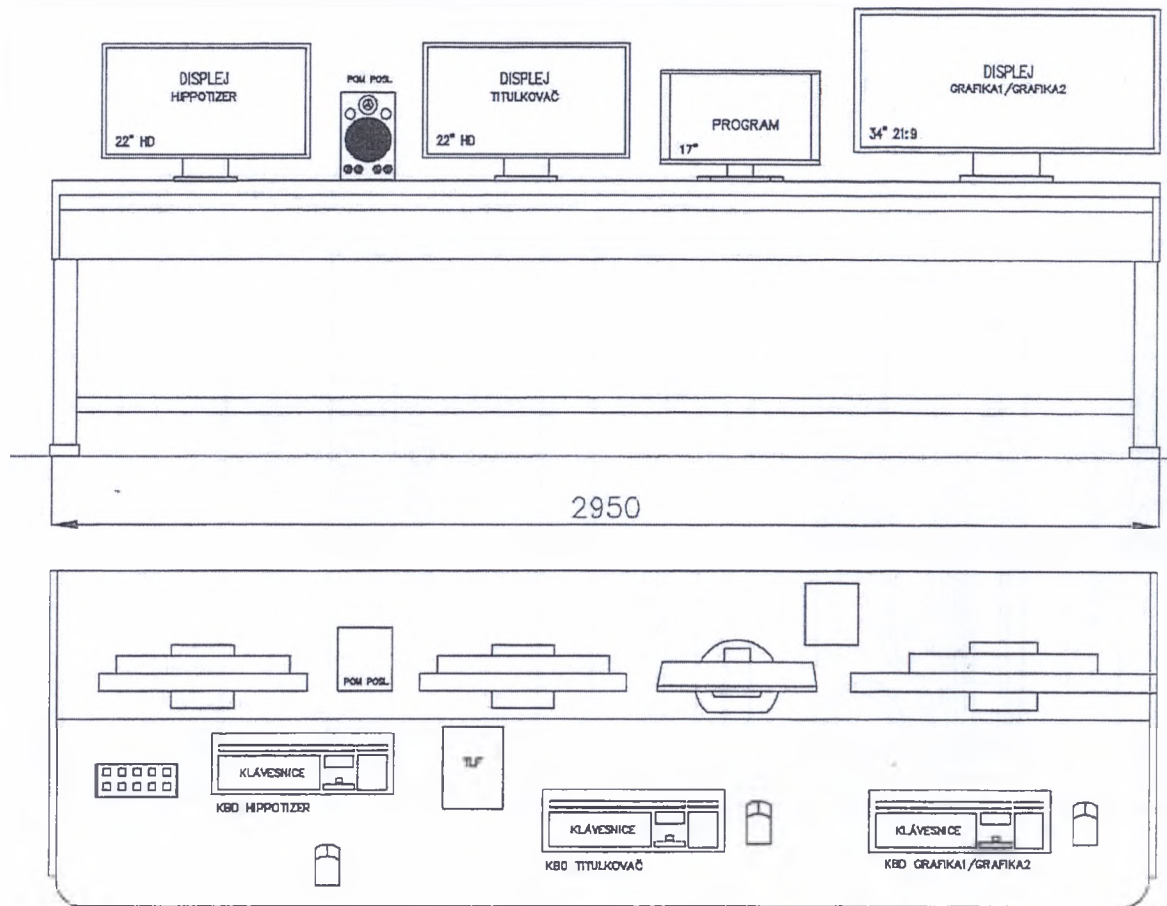 DISPLEJ
HIPPOTIZER
22" HD
POM POSL.
DISPLEJ
TITULKOVAČ
22" HD
PROGRAM
17"
DISPLEJ
GRAFIKA1/GRAFIKA2
34" 21:9
2950
POM POSL.
KLÁVESNICE
KBD HIPPOTIZER
TLF
KLÁVESNICE
KBD TITULKOVAČ
KLÁVESNICE
KBD GRAFIKA1/GRAFIKA2